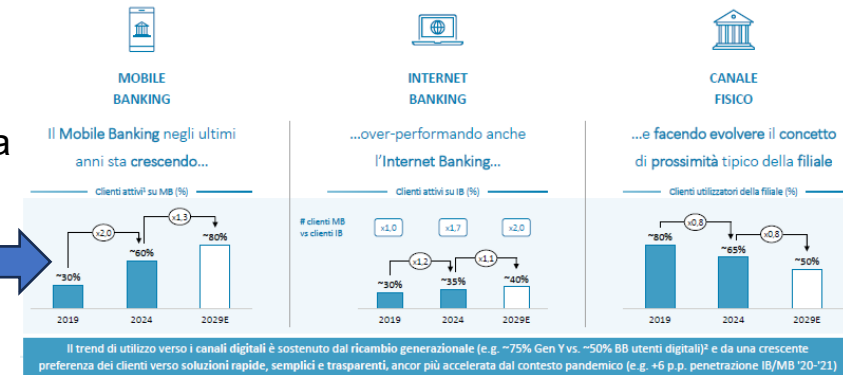 MOBILE
BANKING
Il Mobile Banking negli ultimi
anni sta crescendo...
Clienti attivi¹ su MB (%)
x2,0
x1,3
~30%
~60%
~80%
2019
2024
2029E
INTERNET
BANKING
...over-performando anche
l'Internet Banking...
Clienti attivi su IB (%)
# clienti MB
vs clienti IB
x1,0
x1,7
x2,0
x1,2
x1,1
~30%
~35%
~40%
2019
2024
2029E
CANALE
FISICO
...e facendo evolvere il concetto
di prossimità tipico della filiale
Clienti utilizzatori della filiale (%)
x0,8
x0,8
~80%
~65%
~50%
2019
2024
2029E
a
Il trend di utilizzo verso i canali digitali è sostenuto dal ricambio generazionale (e.g. ~75% Gen Y vs. ~50% BB utenti digitali)² e da una crescente
preferenza dei clienti verso soluzioni rapide, semplici e trasparenti, ancor più accelerata dal contesto pandemico (e.g. +6 p.p. penetrazione IB/MB '20-'21)